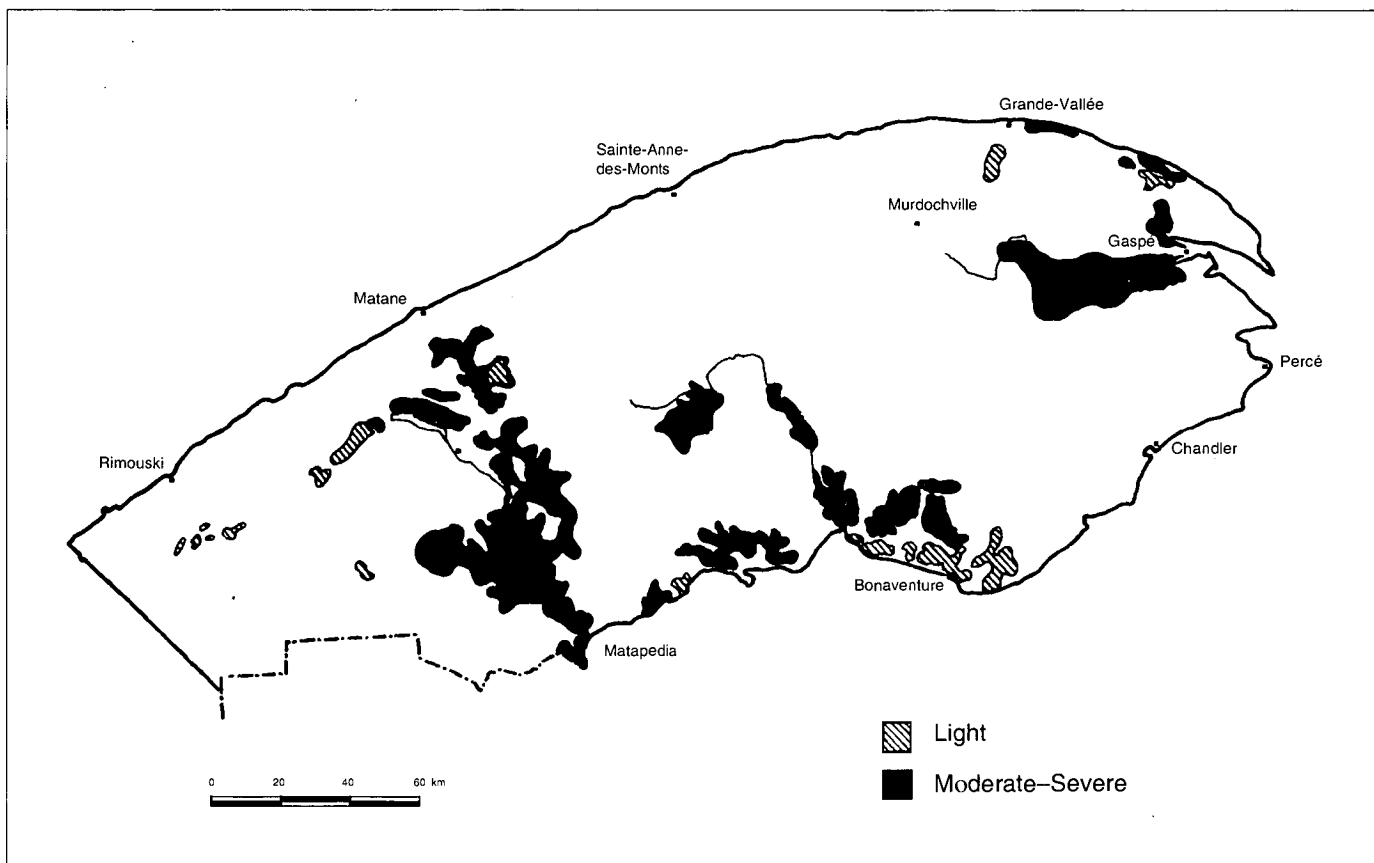 Grande-Vallée
Sainte-Anne-
des-Monts
Murdochville
Gaspé
Matane
Percé
Chandler
Rimouski
Bonaventure
Matapedia
Light
Moderate–Severe
0 20 40 60 km